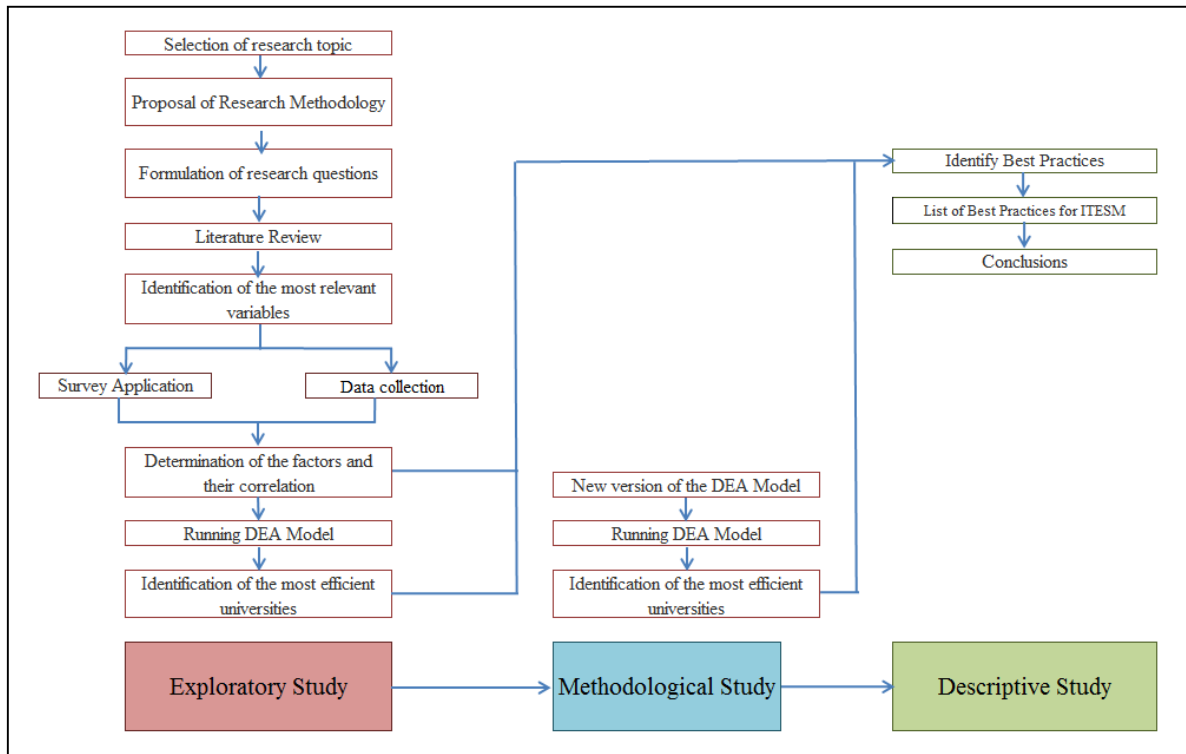 Selection of research topic
Proposal of Research Methodology
Formulation of research questions
Literature Review
Identification of the most relevant
variables
Survey Application
Data collection
Determination of the factors and
their correlation
Running DEA Model
Identification of the most efficient
universities
New version of the DEA Model
Running DEA Model
Identification of the most efficient
universities
Identify Best Practices
List of Best Practices for ITESM
Conclusions
Exploratory Study
Methodological Study
Descriptive Study